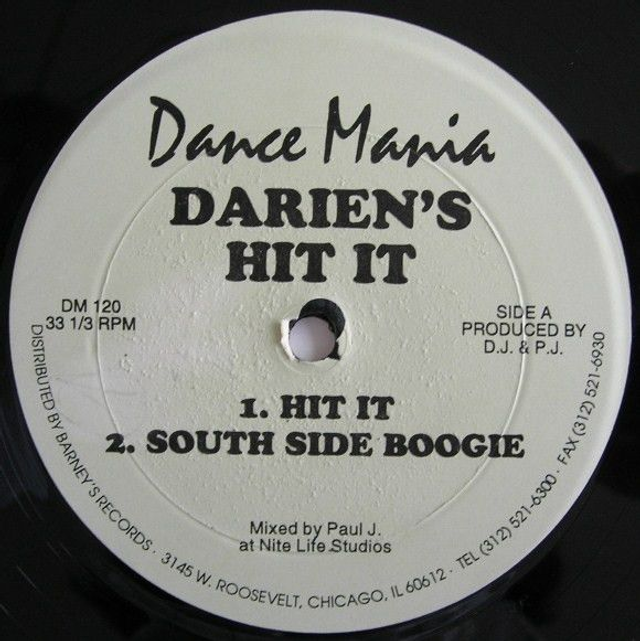 Dance Mania
DARIEN'S
HIT IT
DM 120
33 1/3 RPM
SIDE A
PRODUCED BY
D.J. & P.J.
1. HIT IT
2. SOUTH SIDE BOOGIE
Mixed by Paul J.
at Nite Life Studios
DISTRIBUTED BY BARNEY'S RECORDS · 3145 W. ROOSEVELT, CHICAGO, IL 60612 · TEL (312) 521-6300 · FAX (312) 521-6930